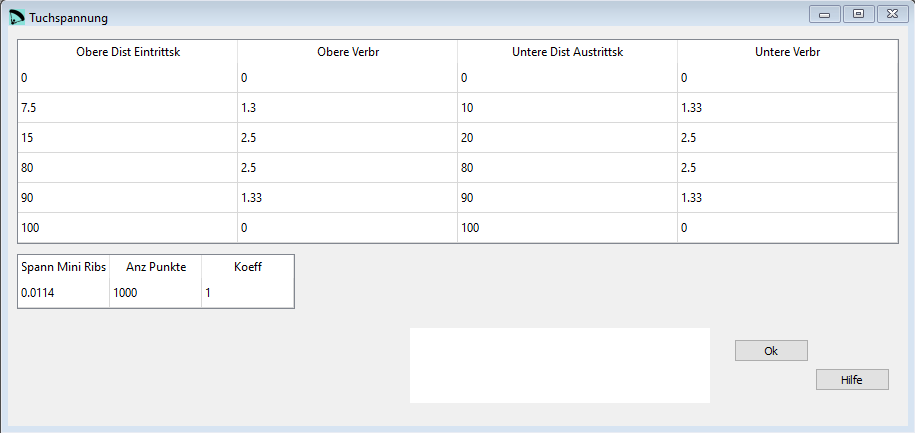 Tuchspannung
Obere Dist Eintrittsk Obere Verbr Untere Dist Austrittsk Untere Verbr
0 0 0 0
7.5 1.3 10 1.33
15 2.5 20 2.5
80 2.5 80 2.5
90 1.33 90 1.33
100 0 100 0
Spann Mini Ribs Anz Punkte Koeff
0.0114 1000 1
Ok
Hilfe